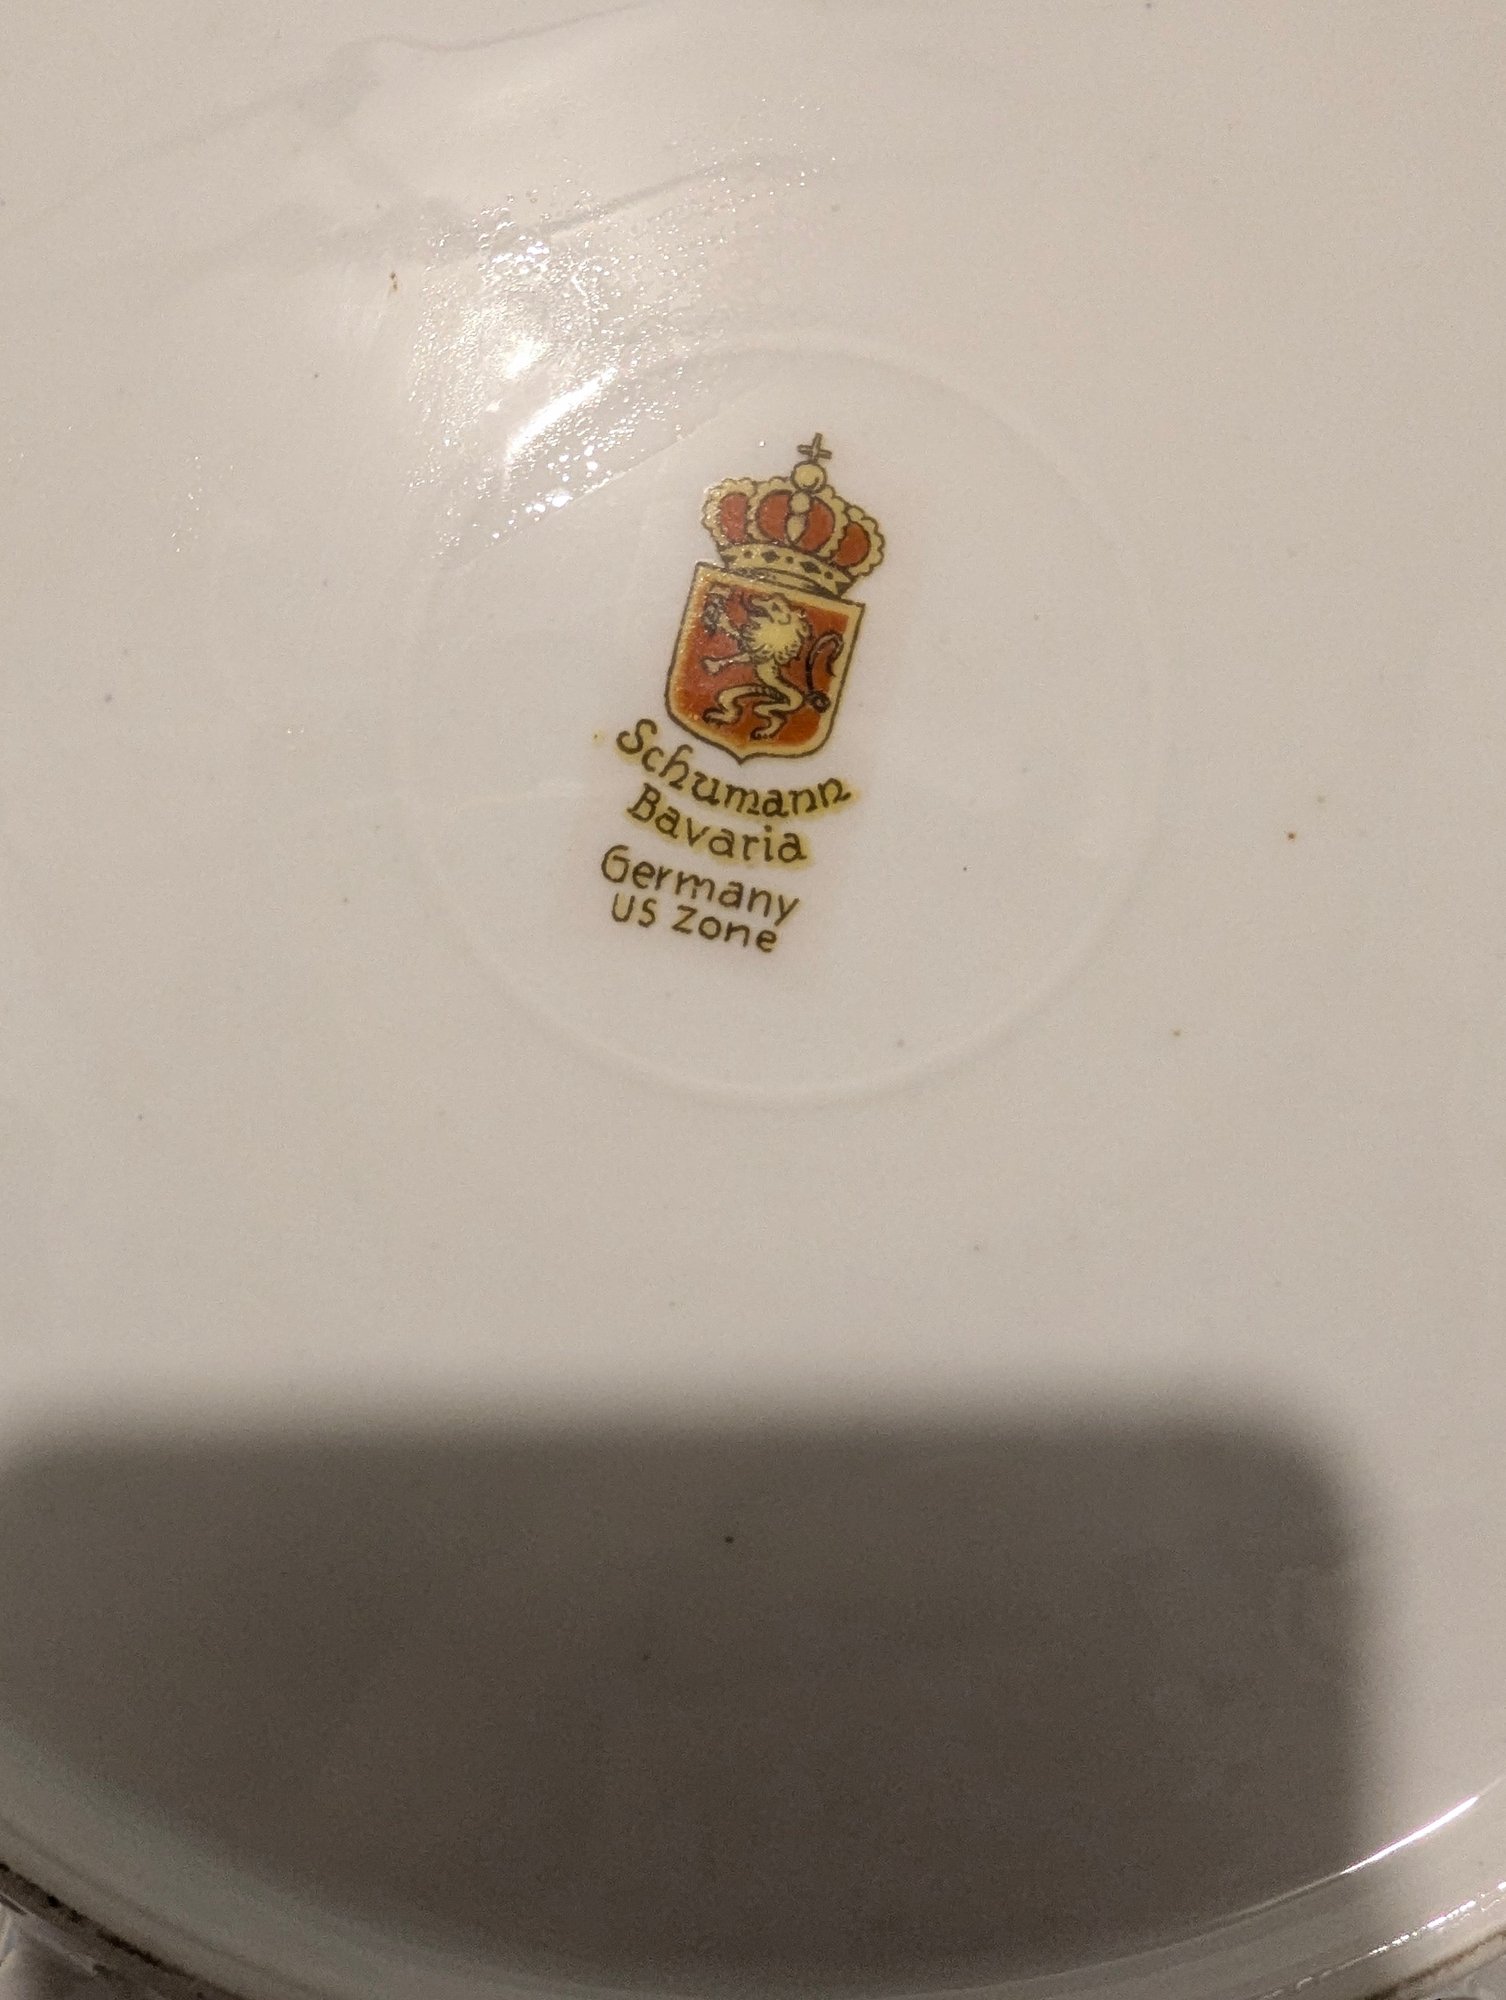 Schumann
Bavaria
Germany
US Zone